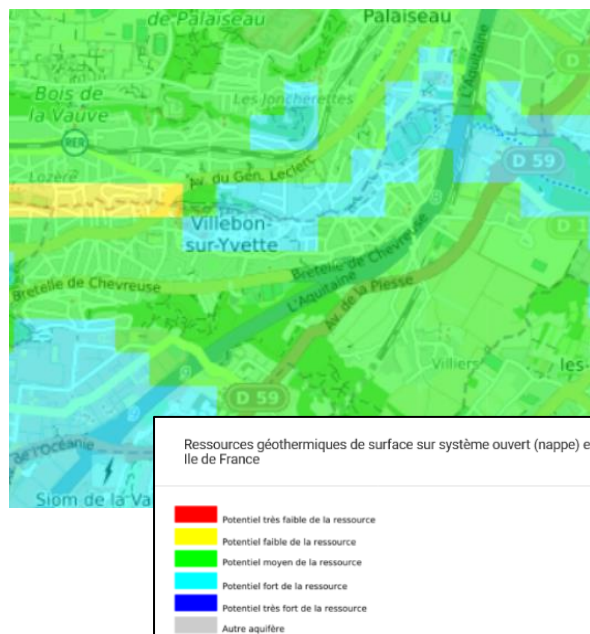 de Palaiseau
Palaiseau
Bois de
la Vauve
Les Joncherettes
L'Aquitaine
D
RER
Lozère
Av. du Gen. Leclerc
D 59
Villebon-
sur-Yvette
D 1
Bretelle de Chevreuse
Bretelle de Chevreuse
L'Aquitaine
Av. de la Plesse
Villiers
les-
D 59
de l'Océanie
Siom de la Va
Ressources géothermiques de surface sur système ouvert (nappe) e
Ile de France
Potentiel très faible de la ressource
Potentiel faible de la ressource
Potentiel moyen de la ressource
Potentiel fort de la ressource
Potentiel très fort de la ressource
Autre aquifère